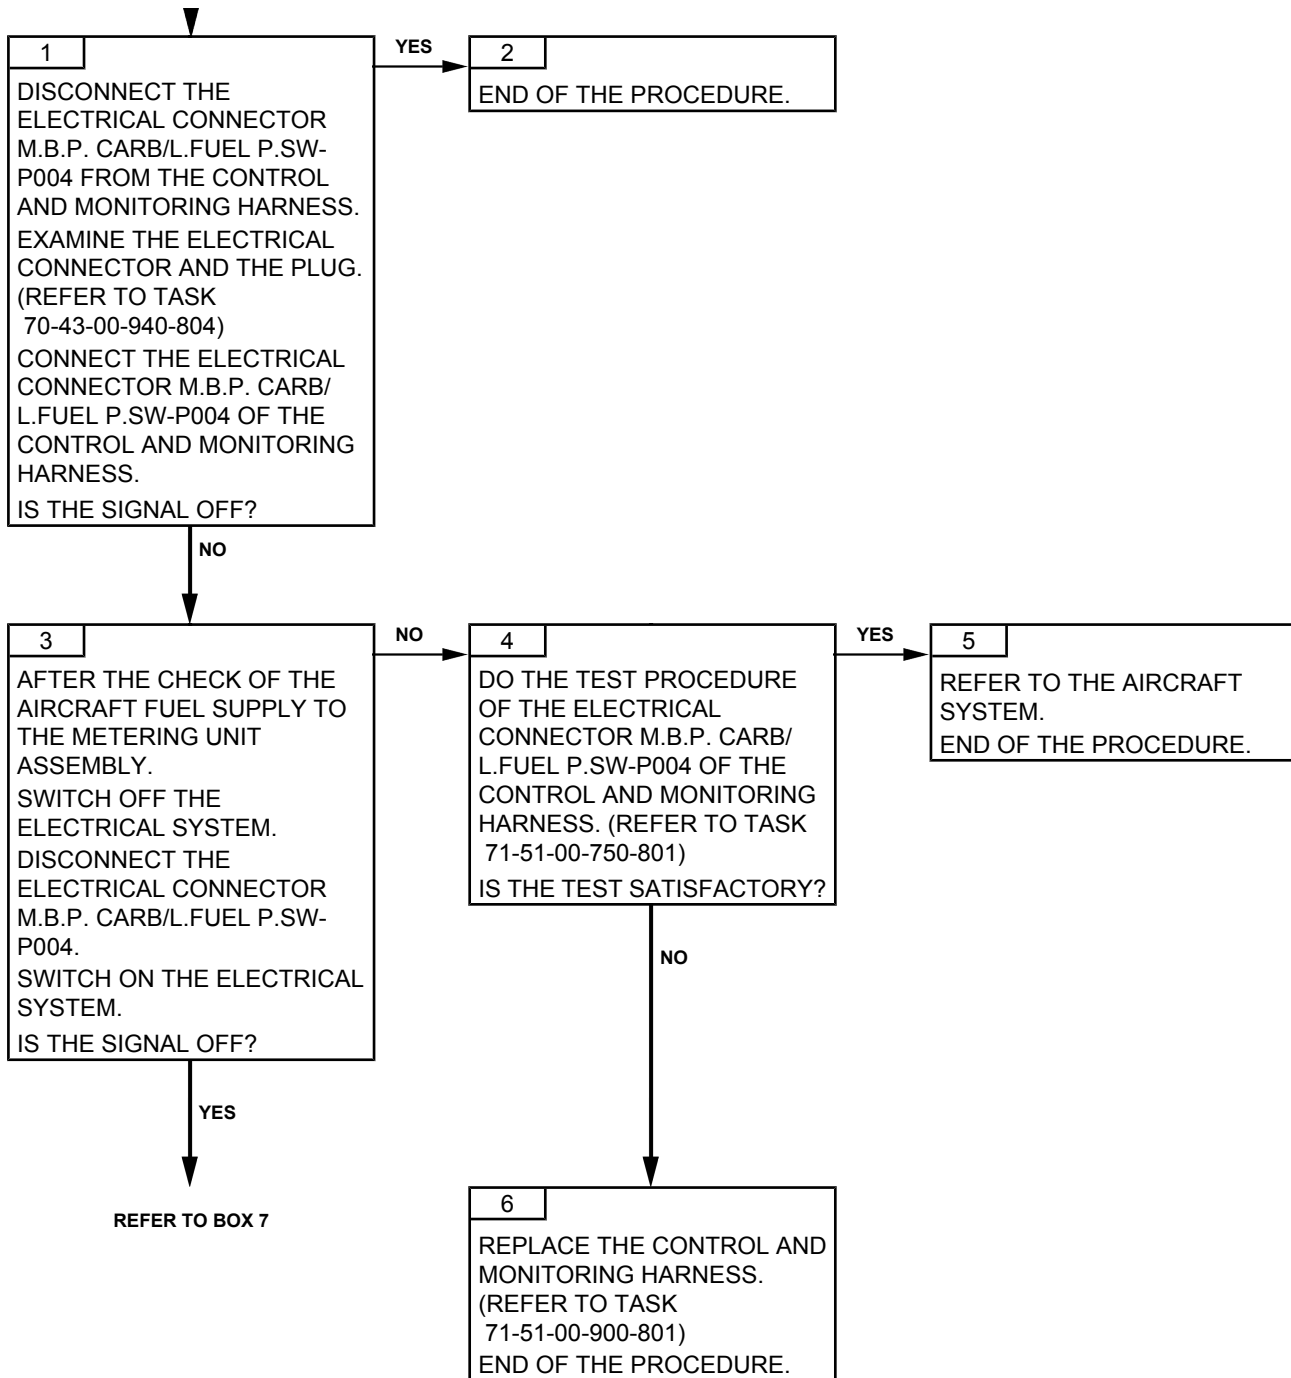 1
DISCONNECT THE
ELECTRICAL CONNECTOR
M.B.P. CARB/L.FUEL P.SW-
P004 FROM THE CONTROL
AND MONITORING HARNESS.
EXAMINE THE ELECTRICAL
CONNECTOR AND THE PLUG.
(REFER TO TASK
70-43-00-940-804)
CONNECT THE ELECTRICAL
CONNECTOR M.B.P. CARB/
L.FUEL P.SW-P004 OF THE
CONTROL AND MONITORING
HARNESS.
IS THE SIGNAL OFF?
YES
2
END OF THE PROCEDURE.
NO
3
AFTER THE CHECK OF THE
AIRCRAFT FUEL SUPPLY TO
THE METERING UNIT
ASSEMBLY.
SWITCH OFF THE
ELECTRICAL SYSTEM.
DISCONNECT THE
ELECTRICAL CONNECTOR
M.B.P. CARB/L.FUEL P.SW-
P004.
SWITCH ON THE ELECTRICAL
SYSTEM.
IS THE SIGNAL OFF?
NO
4
DO THE TEST PROCEDURE
OF THE ELECTRICAL
CONNECTOR M.B.P. CARB/
L.FUEL P.SW-P004 OF THE
CONTROL AND MONITORING
HARNESS. (REFER TO TASK
71-51-00-750-801)
IS THE TEST SATISFACTORY?
YES
5
REFER TO THE AIRCRAFT
SYSTEM.
END OF THE PROCEDURE.
NO
YES
REFER TO BOX 7
6
REPLACE THE CONTROL AND
MONITORING HARNESS.
(REFER TO TASK
71-51-00-900-801)
END OF THE PROCEDURE.